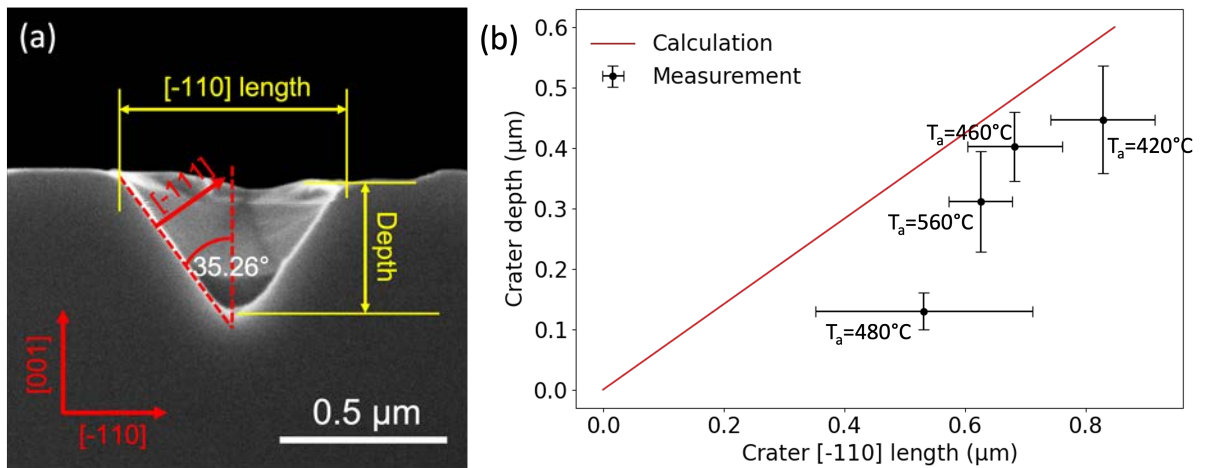 (a)
[-110] length
[-111]
35.26°
Depth
[001]
[-110]
0.5 μm
(b)
Calculation
Measurement
Tₐ=460°C
Tₐ=420°C
Tₐ=560°C
Tₐ=480°C
Crater depth (μm)
0.6
0.5
0.4
0.3
0.2
0.1
0.0
0.0 0.2 0.4 0.6 0.8
Crater [-110] length (μm)